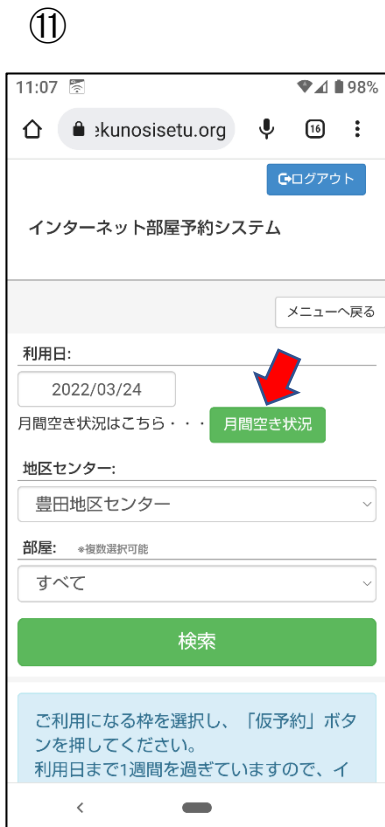 ⑪
11:07 98%
ekunosisetu.org 16
ログアウト
インターネット部屋予約システム
メニューへ戻る
利用日:
2022/03/24
月間空き状況はこちら・・・ 月間空き状況
地区センター:
豊田地区センター
部屋: *複数選択可能
すべて
検索
ご利用になる枠を選択し、「仮予約」ボタ
ンを押してください。
利用日まで1週間を過ぎていますので、イ